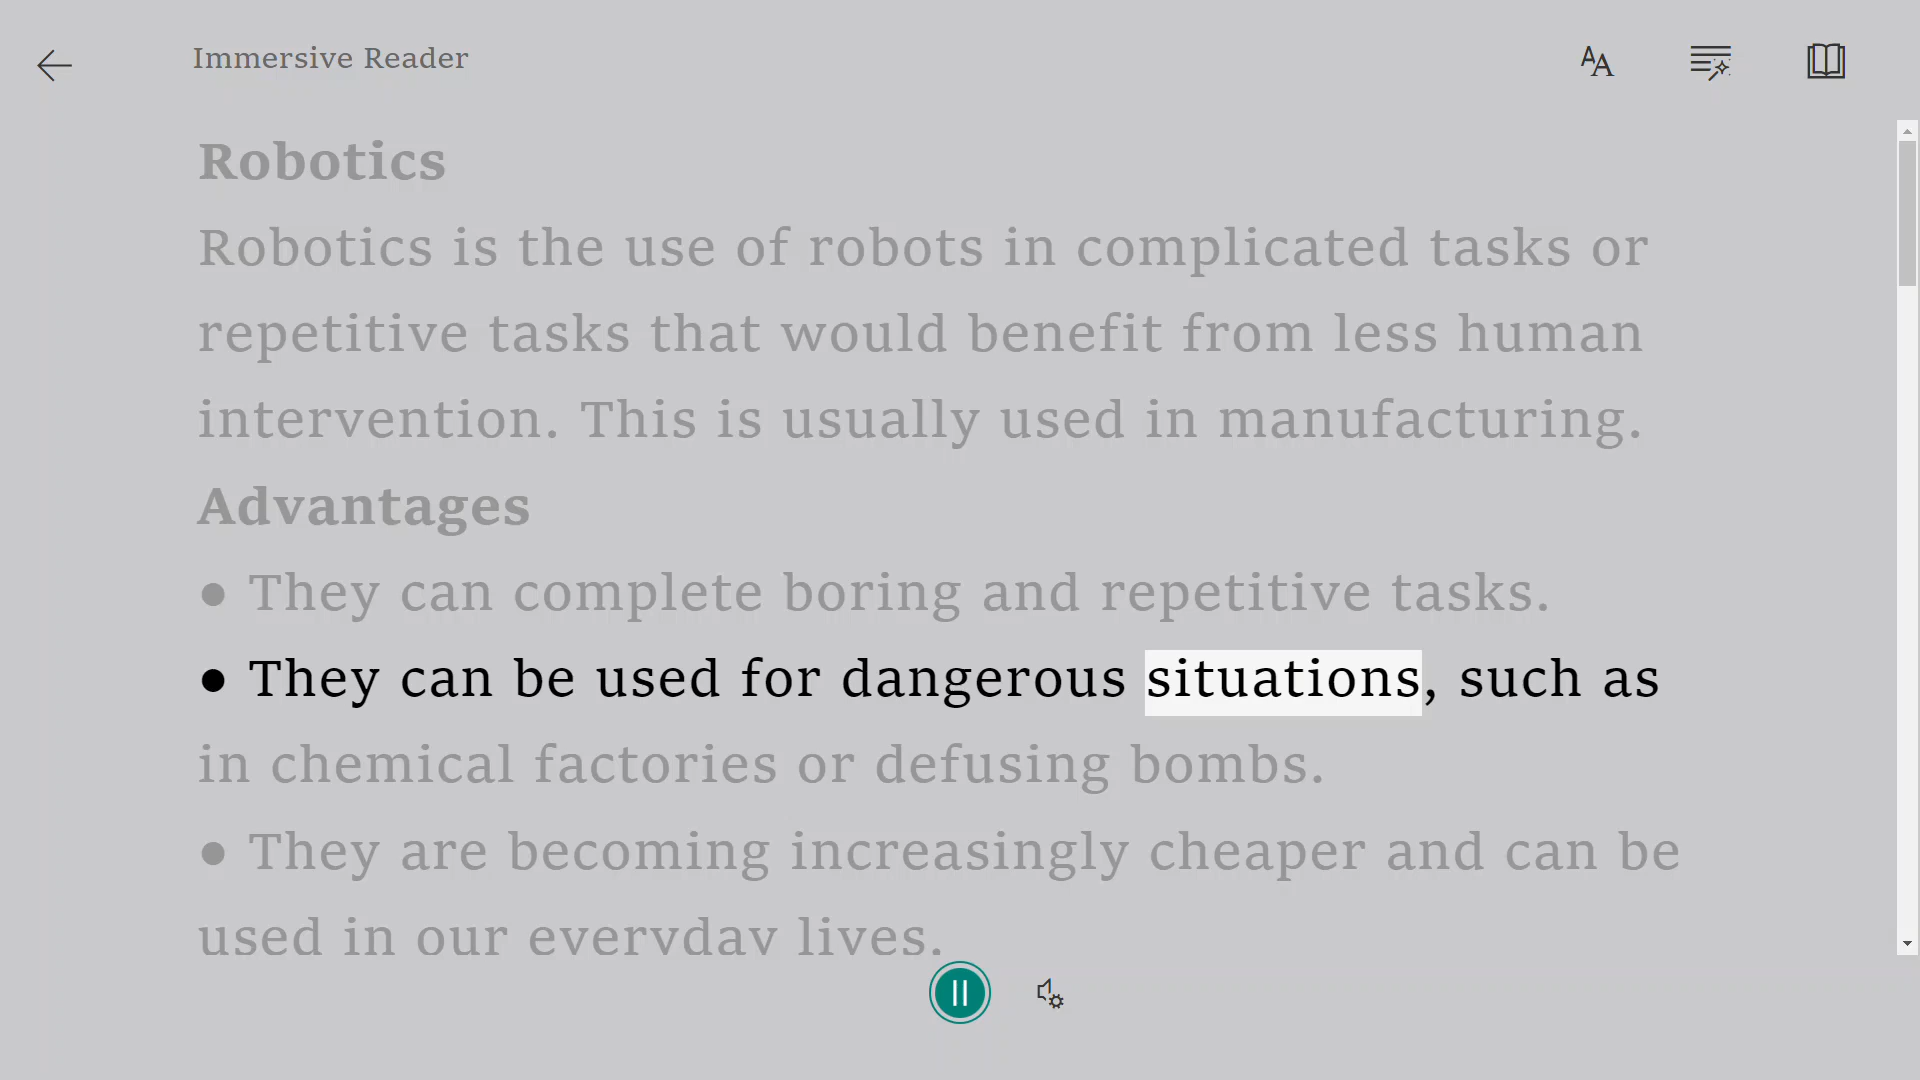 Immersive Reader
Robotics
Robotics is the use of robots in complicated tasks or
repetitive tasks that would benefit from less human
intervention. This is usually used in manufacturing.
Advantages
● They can complete boring and repetitive tasks.
● They can be used for dangerous situations, such as
in chemical factories or defusing bombs.
● They are becoming increasingly cheaper and can be
used in our everyday lives.